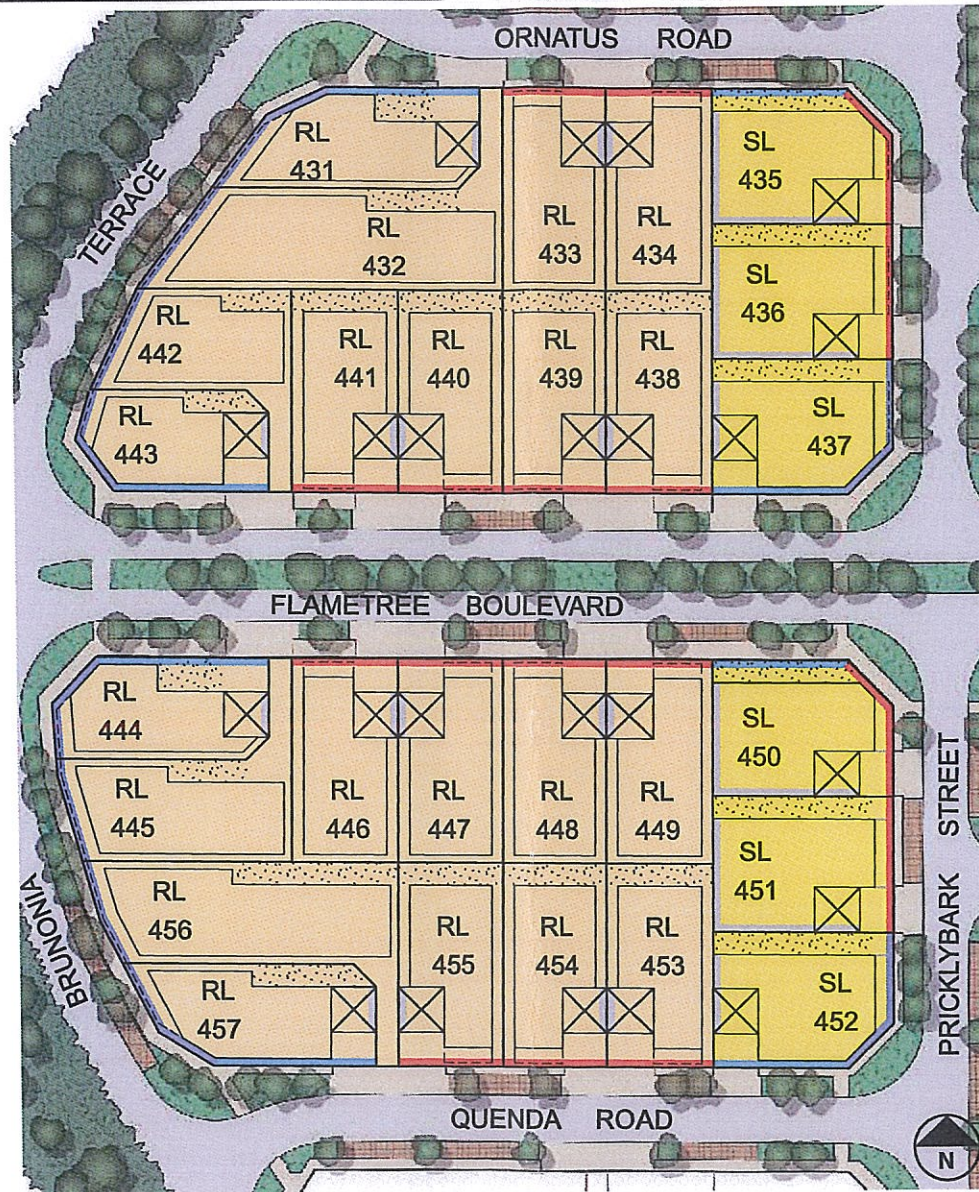 ORNATUS ROAD
TERRACE
RL
431
SL
435
RL
432
RL
433
RL
434
SL
436
RL
442
RL
441
RL
440
RL
439
RL
438
SL
437
RL
443
FLAMETREE BOULEVARD
RL
444
SL
450
RL
445
RL
446
RL
447
RL
448
RL
449
SL
451
RL
456
RL
455
RL
454
RL
453
SL
452
RL
457
BRUNONIA
PRICKLYBARK STREET
QUENDA ROAD
N